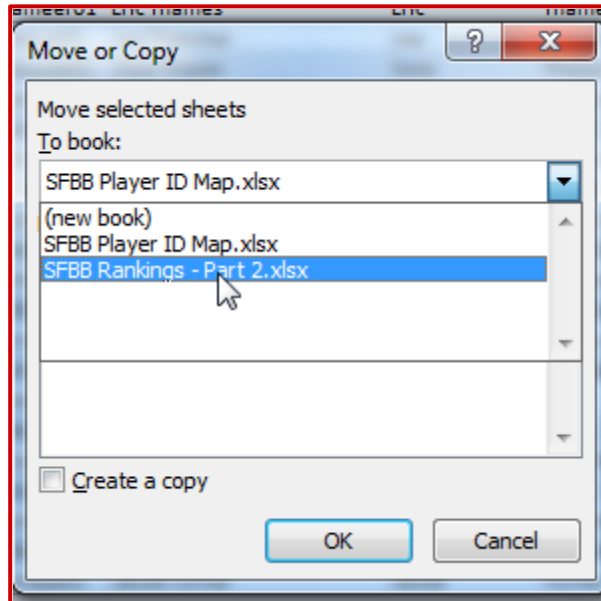 Move or Copy
Move selected sheets
To book:
SFBB Player ID Map.xlsx
(new book)
SFBB Player ID Map.xlsx
SFBB Rankings - Part 2.xlsx
Create a copy
OK
Cancel